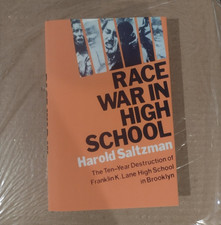 RACE
WAR IN
HIGH
SCHOOL
Harold Saltzman
The Ten-Year Destruction of
Franklin K. Lane High School
in Brooklyn